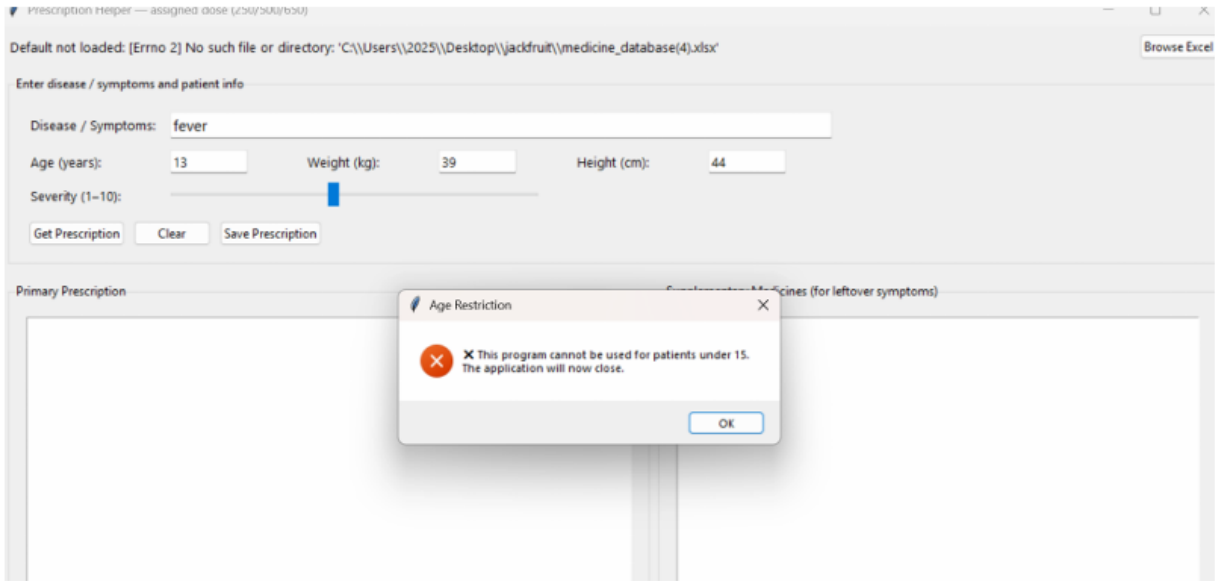 Prescription Helper — assigned dose (250/500/650)
Default not loaded: [Errno 2] No such file or directory: 'C:\\Users\\2025\\Desktop\\jackfruit\\medicine_database(4).xlsx'
Browse Excel
Enter disease / symptoms and patient info
Disease / Symptoms: fever
Age (years): 13 Weight (kg): 39 Height (cm): 44
Severity (1–10):
Get Prescription Clear Save Prescription
Primary Prescription
Supplementary Medicines (for leftover symptoms)
Age Restriction
❌ This program cannot be used for patients under 15.
The application will now close.
OK